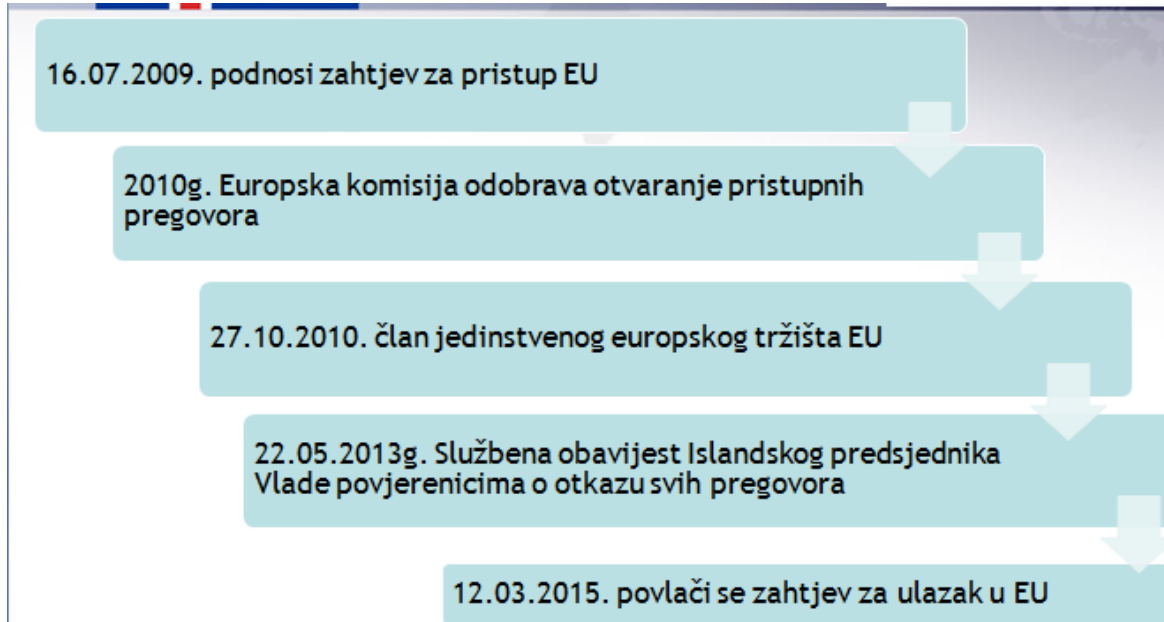 16.07.2009. podnosi zahtjev za pristup EU
2010g. Europska komisija odobrava otvaranje pristupnih
pregovora
27.10.2010. član jedinstvenog europskog tržišta EU
22.05.2013g. Službena obavijest Islandskog predsjednika
Vlade povjerenicima o otkazu svih pregovora
12.03.2015. povlači se zahtjev za ulazak u EU